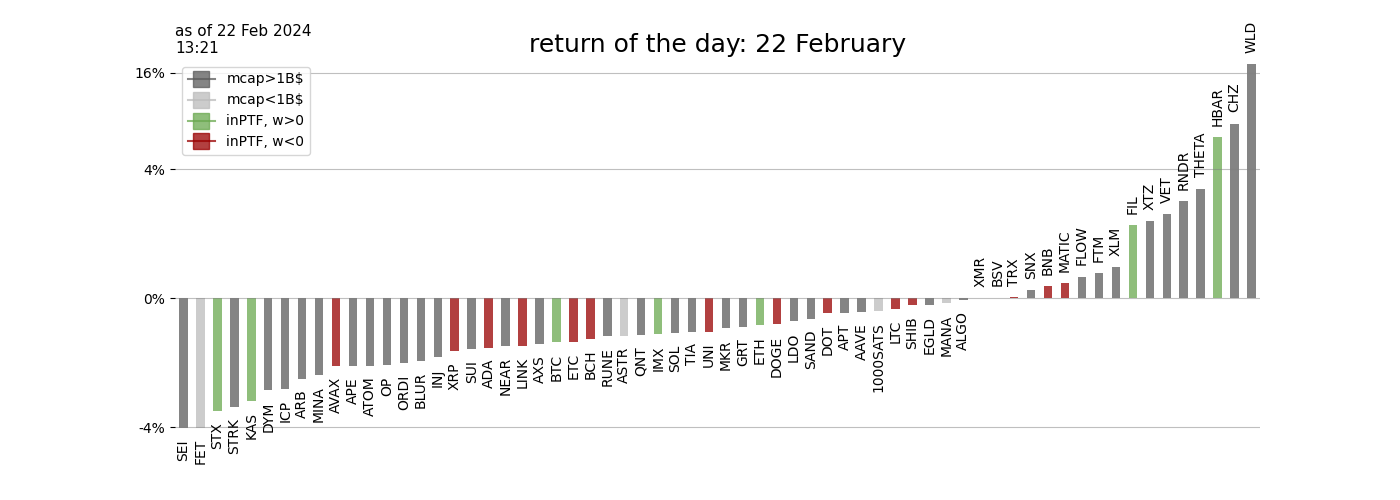 as of 22 Feb 2024
13:21
return of the day: 22 February
16%
4%
0%
-4%
mcap>1B$
mcap<1B$
inPTF, w>0
inPTF, w<0
SEI
FET
STX
STRK
KAS
DYM
ICP
ARB
MINA
AVAX
APE
ATOM
OP
ORDI
BLUR
INJ
XRP
SUI
ADA
NEAR
LINK
AXS
BTC
ETC
BCH
RUNE
ASTR
QNT
IMX
SOL
TIA
UNI
MKR
GRT
ETH
DOGE
LDO
SAND
DOT
APT
AAVE
1000SATS
LTC
SHIB
EGLD
MANA
ALGO
XMR
BSV
TRX
SNX
BNB
MATIC
FLOW
FTM
XLM
FIL
XTZ
VET
RNDR
THETA
HBAR
CHZ
WLD